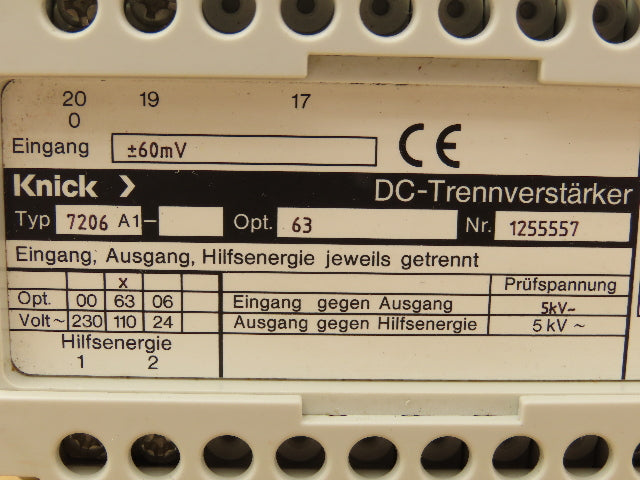 20 19 17
0
Eingang ±60mV CE
Knick > DC-Trennverstärker
Typ 7206 A1- Opt. 63 Nr. 1255557
Eingang, Ausgang, Hilfsenergie jeweils getrennt
x Prüfspannung
Opt. 00 63 06 Eingang gegen Ausgang 5kV~
Volt~ 230 110 24 Ausgang gegen Hilfsenergie 5 kV ~
Hilfsenergie
1 2